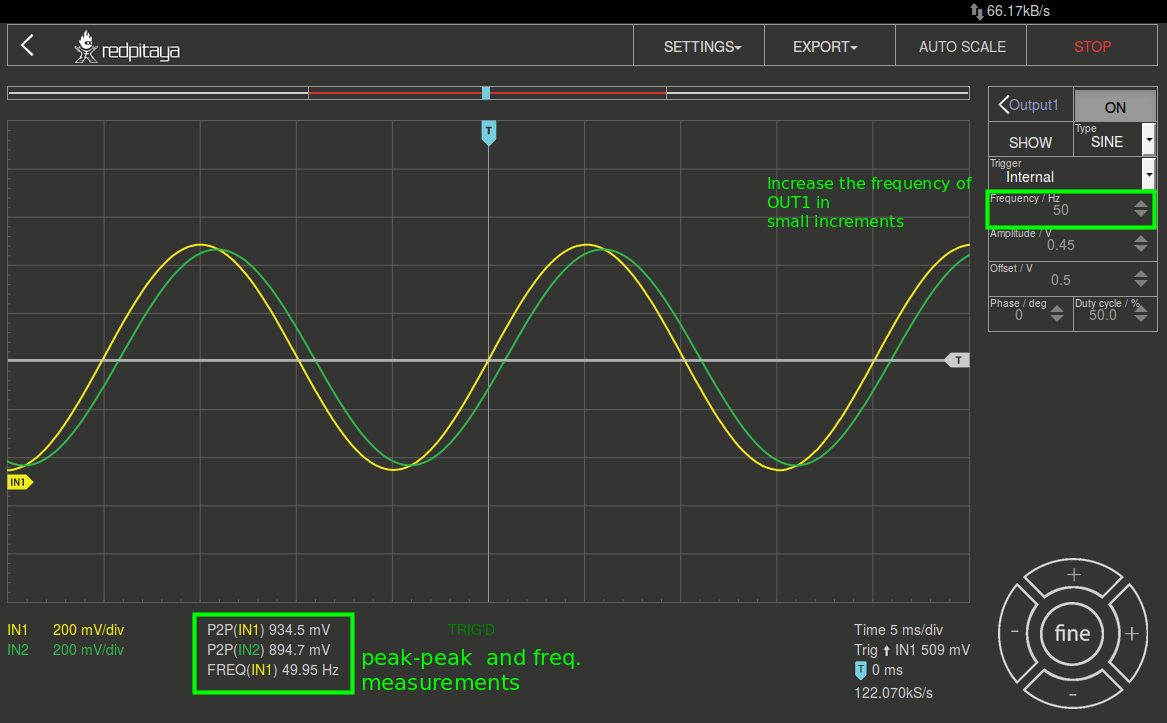 66.17kB/s
redpitaya
SETTINGS
EXPORT
AUTO SCALE
STOP
Output1
ON
SHOW
Type
SINE
Trigger
Internal
Frequency / Hz
50
Amplitude / V
0.45
Offset / V
0.5
Phase / deg
0
Duty cycle / %
50.0
T
Increase the frequency of
OUT1 in
small increments
T
IN1
IN1 200 mV/div
IN2 200 mV/div
P2P(IN1) 934.5 mV
P2P(IN2) 894.7 mV
FREQ(IN1) 49.95 Hz
peak-peak and freq.
measurements
TRIG'D
Time 5 ms/div
Trig IN1 509 mV
T 0 ms
122.070kS/s
+
- fine +
-